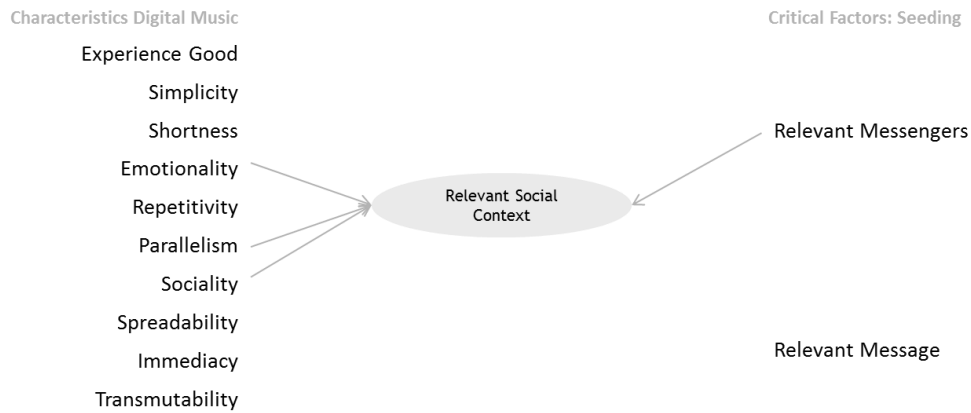 Characteristics Digital Music
Critical Factors: Seeding
Experience Good
Simplicity
Shortness
Emotionality
Repetitivity
Parallelism
Sociality
Spreadability
Immediacy
Transmutability
Relevant Social
Context
Relevant Messengers
Relevant Message